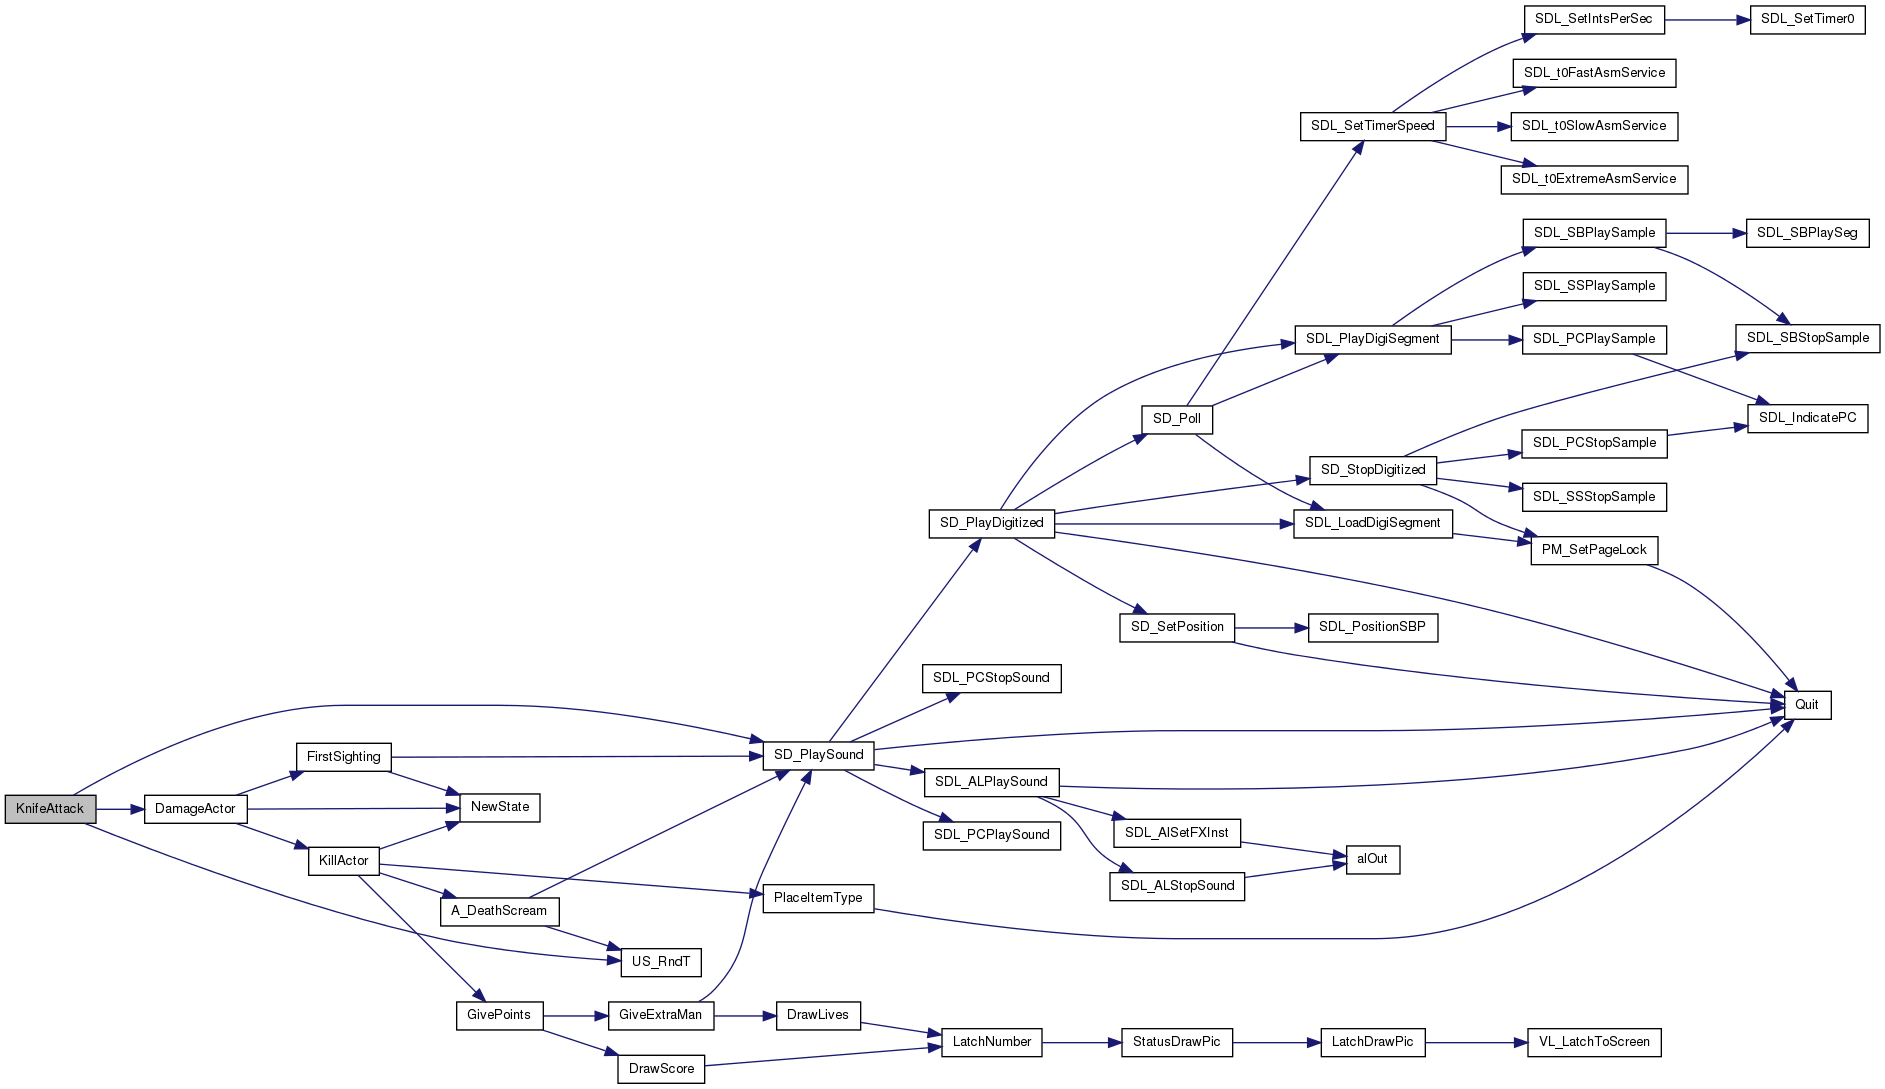 SDL_SetIntsPerSec
SDL_SetTimer0
SDL_t0FastAsmService
SDL_SetTimerSpeed
SDL_t0SlowAsmService
SDL_t0ExtremeAsmService
SDL_SBPlaySample
SDL_SBPlaySeg
SDL_SSPlaySample
SDL_PlayDigiSegment
SDL_PCPlaySample
SDL_SBStopSample
SD_Poll
SDL_IndicatePC
SDL_PCStopSample
SD_StopDigitized
SDL_SSStopSample
SD_PlayDigitized
SDL_LoadDigiSegment
PM_SetPageLock
SD_SetPosition
SDL_PositionSBP
SDL_PCStopSound
Quit
FirstSighting
SD_PlaySound
SDL_ALPlaySound
KnifeAttack
DamageActor
NewState
SDL_PCPlaySound
SDL_AlSetFXInst
KillActor
alOut
SDL_ALStopSound
PlaceItemType
A_DeathScream
US_RndT
GivePoints
GiveExtraMan
DrawLives
LatchNumber
StatusDrawPic
LatchDrawPic
VL_LatchToScreen
DrawScore